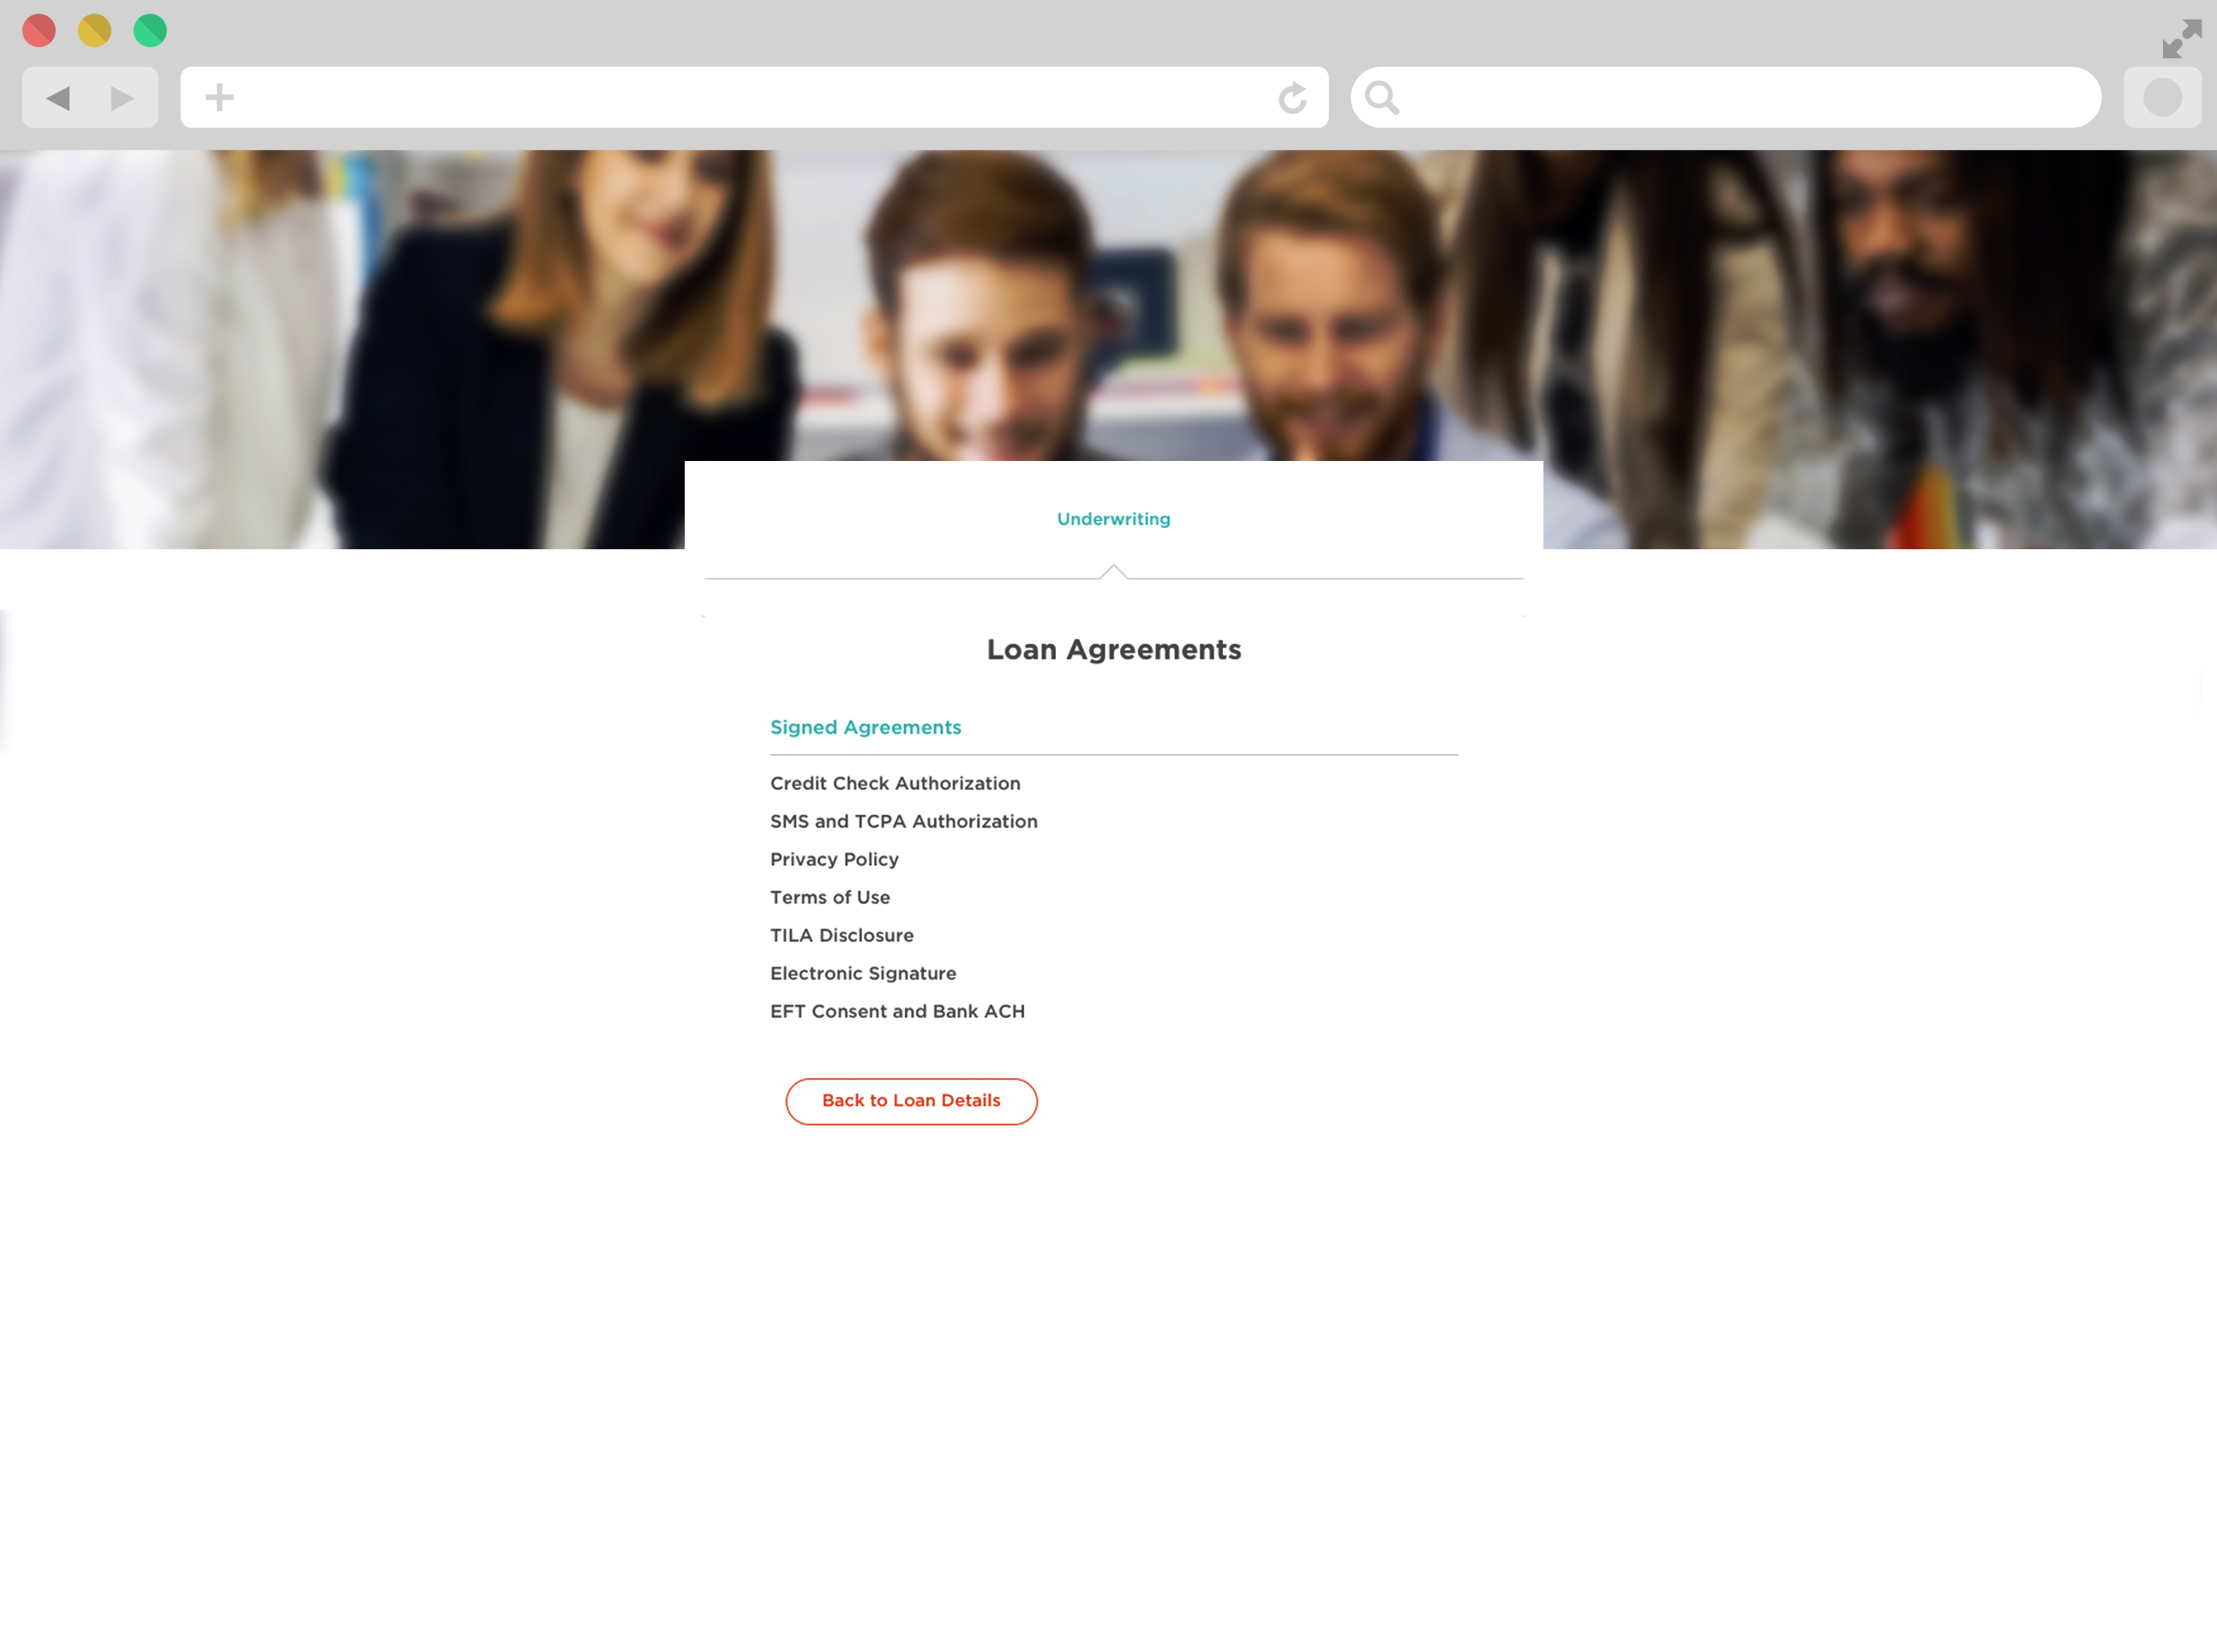 Underwriting
Loan Agreements
Signed Agreements
Credit Check Authorization
SMS and TCPA Authorization
Privacy Policy
Terms of Use
TILA Disclosure
Electronic Signature
EFT Consent and Bank ACH
Back to Loan Details